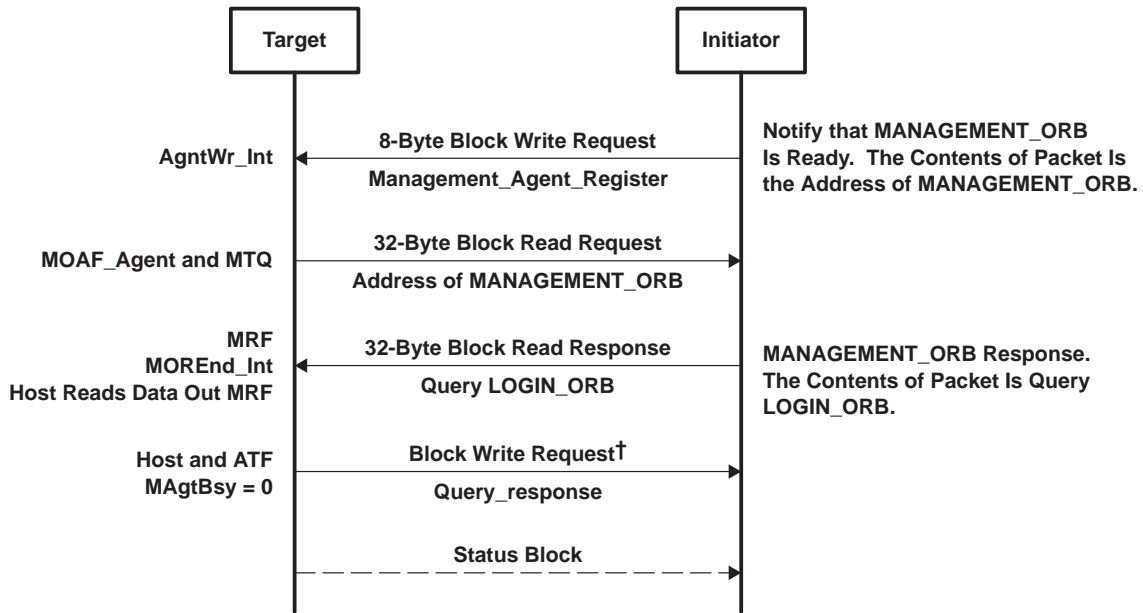 Target
Initiator
8-Byte Block Write Request
AgntWr_Int
Management_Agent_Register
Notify that MANAGEMENT_ORB
Is Ready. The Contents of Packet Is
the Address of MANAGEMENT_ORB.
32-Byte Block Read Request
MOAF_Agent and MTQ
Address of MANAGEMENT_ORB
MRF
MOREnd_Int
Host Reads Data Out MRF
32-Byte Block Read Response
Query LOGIN_ORB
MANAGEMENT_ORB Response.
The Contents of Packet Is Query
LOGIN_ORB.
Host and ATF
MAgtBsy = 0
Block Write Request†
Query_response
Status Block